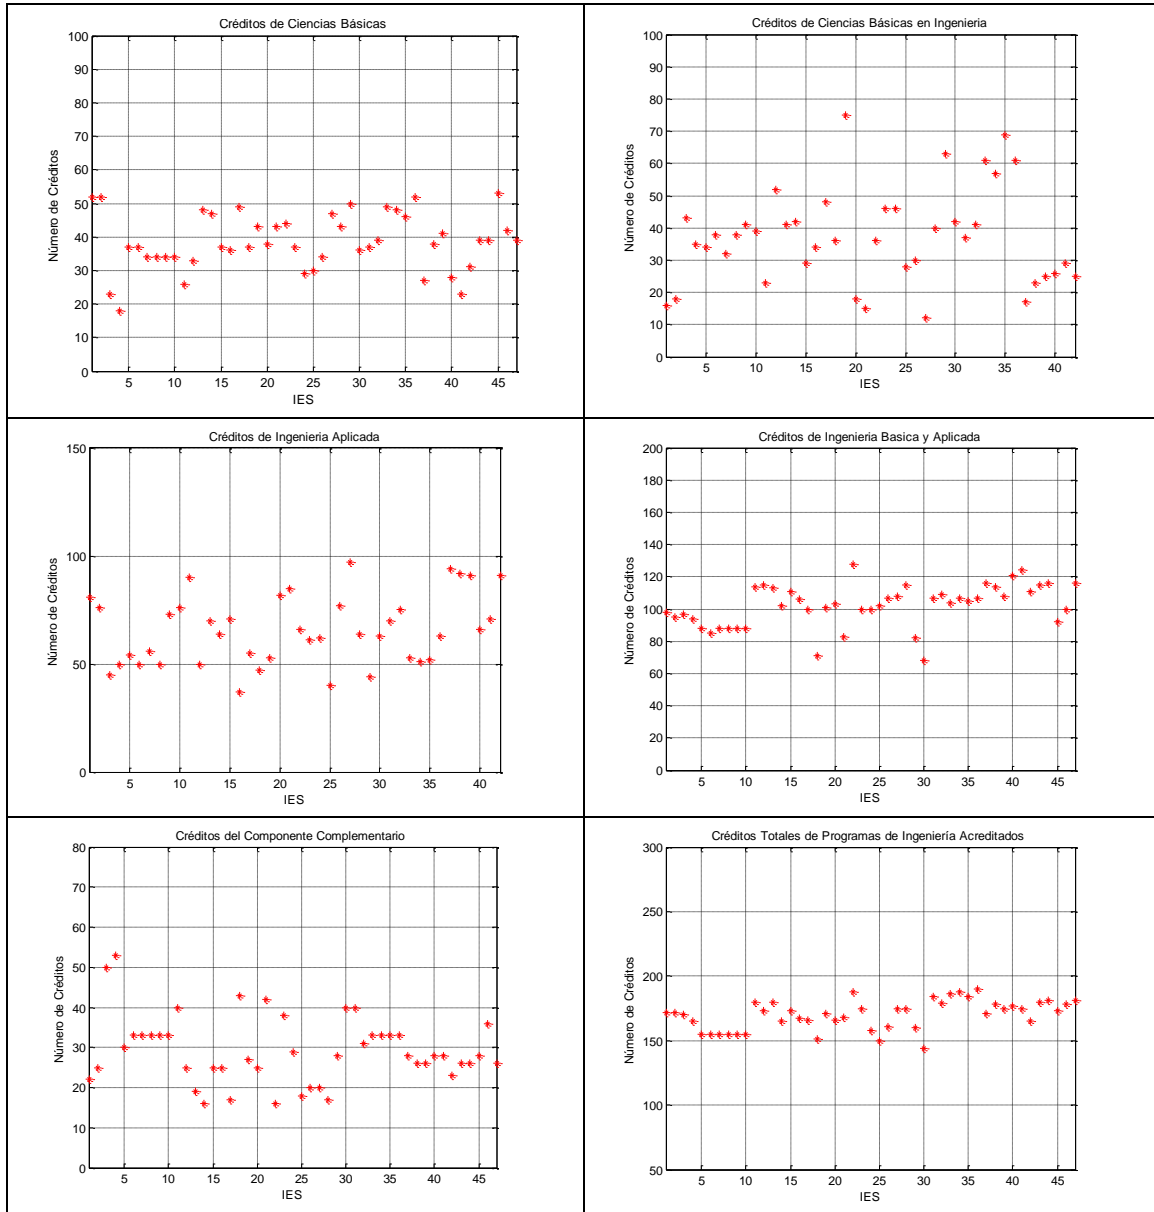 Créditos de Ciencias Básicas
100
90
80
70
60
50
40
30
20
10
0
Número de Créditos
5 10 15 20 25 30 35 40 45
IES
Créditos de Ciencias Básicas en Ingenieria
100
90
80
70
60
50
40
30
20
10
0
Número de Créditos
5 10 15 20 25 30 35 40
IES
Créditos de Ingenieria Aplicada
150
100
50
0
Número de Créditos
5 10 15 20 25 30 35 40
IES
Créditos de Ingenieria Basica y Aplicada
200
180
160
140
120
100
80
60
40
20
0
Número de Créditos
5 10 15 20 25 30 35 40 45
IES
Créditos del Componente Complementario
80
70
60
50
40
30
20
10
0
Número de Créditos
5 10 15 20 25 30 35 40 45
IES
Créditos Totales de Programas de Ingeniería Acreditados
300
250
200
150
100
50
Número de Créditos
5 10 15 20 25 30 35 40 45
IES